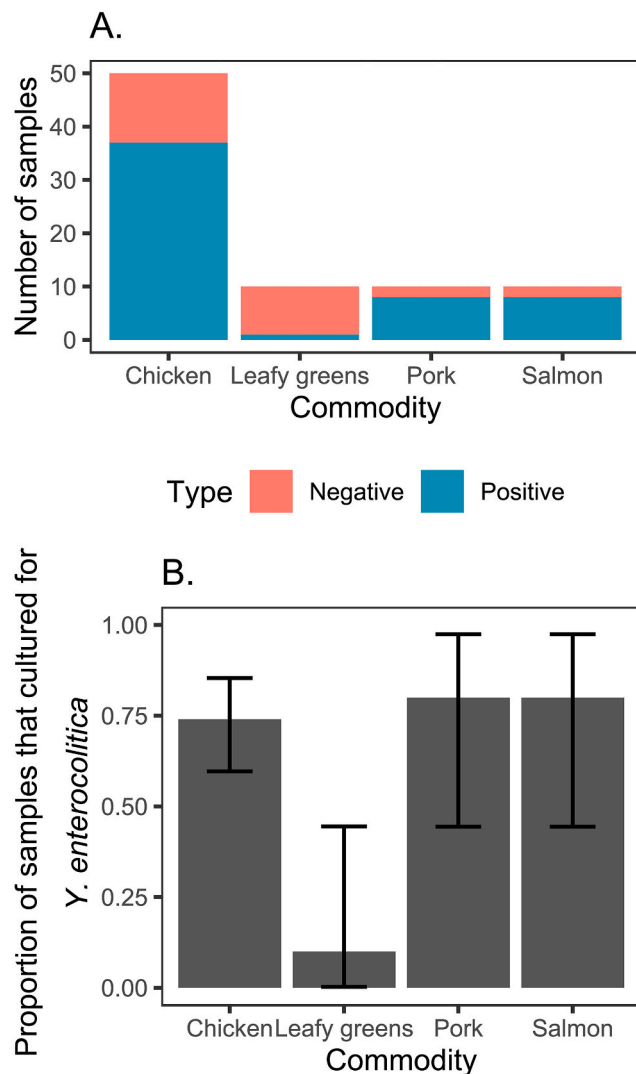 A.
Number of samples
50
40
30
20
10
0
Chicken Leafy greens Pork Salmon
Commodity
Type Negative Positive
B.
Proportion of samples that cultured for
Y. enterocolitica
1.00
0.75
0.50
0.25
0.00
Chicken Leafy greens Pork Salmon
Commodity